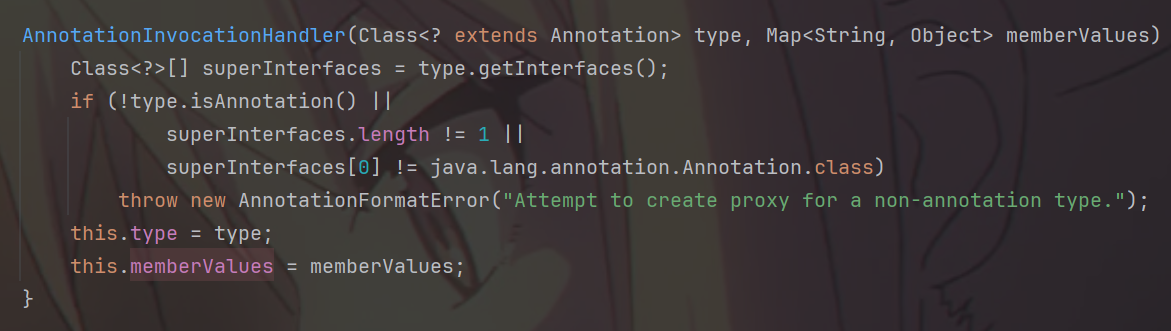 AnnotationInvocationHandler(Class<? extends Annotation> type, Map<String, Object> memberValues)
    Class<?>[] superInterfaces = type.getInterfaces();
    if (!type.isAnnotation() ||
            superInterfaces.length != 1 ||
            superInterfaces[0] != java.lang.annotation.Annotation.class)
        throw new AnnotationFormatError("Attempt to create proxy for a non-annotation type.");
    this.type = type;
    this.memberValues = memberValues;
}